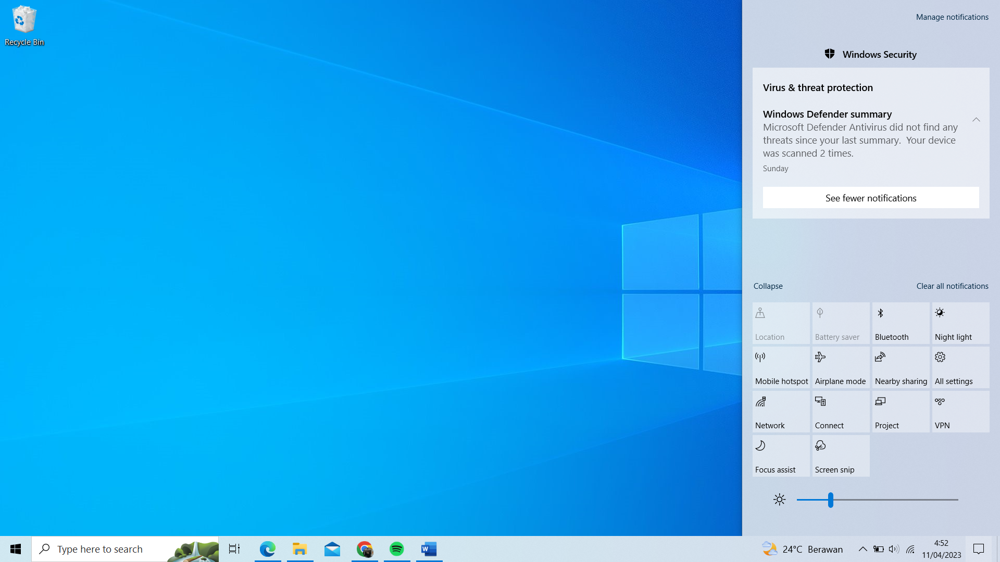 Recycle Bin
Manage notifications
Windows Security
Virus & threat protection
Windows Defender summary
Microsoft Defender Antivirus did not find any
threats since your last summary.  Your device
was scanned 2 times.
Sunday
See fewer notifications
Collapse
Clear all notifications
Location
Battery saver
Bluetooth
Night light
Mobile hotspot
Airplane mode
Nearby sharing
All settings
Network
Connect
Project
VPN
Focus assist
Screen snip
Type here to search
W
24°C Berawan
4:52
11/04/2023